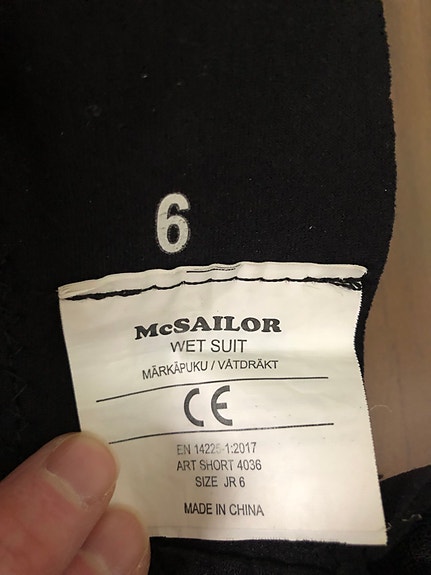 6
McSAILOR
WET SUIT
MÄRKÄPUKU / VÅTDRÄKT
CE
EN 14225-1:2017
ART SHORT 4036
SIZE JR 6
MADE IN CHINA